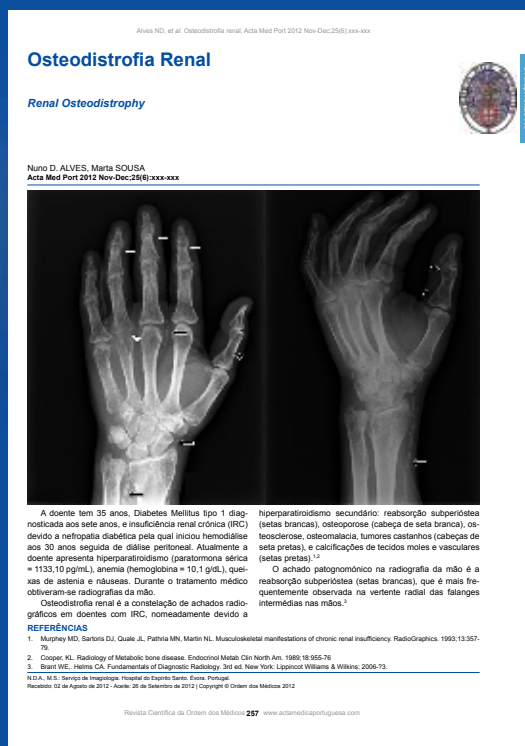 Alves ND, et al. Osteodistrofia renal, Acta Med Port 2012 Nov-Dec;25(6):xxx-xxx
Osteodistrofia Renal
Renal Osteodistrophy
Nuno D. ALVES, Marta SOUSA
Acta Med Port 2012 Nov-Dec;25(6):xxx-xxx
A doente tem 35 anos, Diabetes Mellitus tipo 1 diag-
nosticada aos sete anos, e insuficiência renal crónica (IRC)
devido a nefropatia diabética pela qual iniciou hemodiálise
aos 30 anos seguida de diálise peritoneal. Atualmente a
doente apresenta hiperparatiroidismo (paratormona sérica
= 1133,10 pg/mL), anemia (hemoglobina = 10,1 g/dL), quei-
xas de astenia e náuseas. Durante o tratamento médico
obtiveram-se radiografias da mão.
Osteodistrofia renal é a constelação de achados radio-
gráficos em doentes com IRC, nomeadamente devido a
hiperparatiroidismo secundário: reabsorção subperióstea
(setas brancas), osteoporose (cabeça de seta branca), os-
teosclerose, osteomalacia, tumores castanhos (cabeças de
seta pretas), e calcificações de tecidos moles e vasculares
(setas pretas).1,2
O achado patognomónico na radiografia da mão é a
reabsorção subperióstea (setas brancas), que é mais fre-
quentemente observada na vertente radial das falanges
intermédias nas mãos.3
REFERÊNCIAS
1. Murphey MD, Sartoris DJ, Quale JL, Pathria MN, Martin NL. Musculoskeletal manifestations of chronic renal insufficiency. RadioGraphics. 1993;13:357-
79.
2. Cooper, KL. Radiology of Metabolic bone disease. Endocrinol Metab Clin North Am. 1989;18:955-76
3. Brant WE,. Helms CA. Fundamentals of Diagnostic Radiology. 3rd ed. New York: Lippincot Williams & Wilkins; 2006-?3.
N.D.A., M.S.: Serviço de Imagiologia. Hospital do Espírito Santo. Évora. Portugal.
Recebido: 02 de Agosto de 2012 - Aceite: 26 de Setembro de 2012 | Copyright © Ordem dos Médicos 2012
Revista Científica da Ordem dos Médicos 257 www.actamedicaportuguesa.com